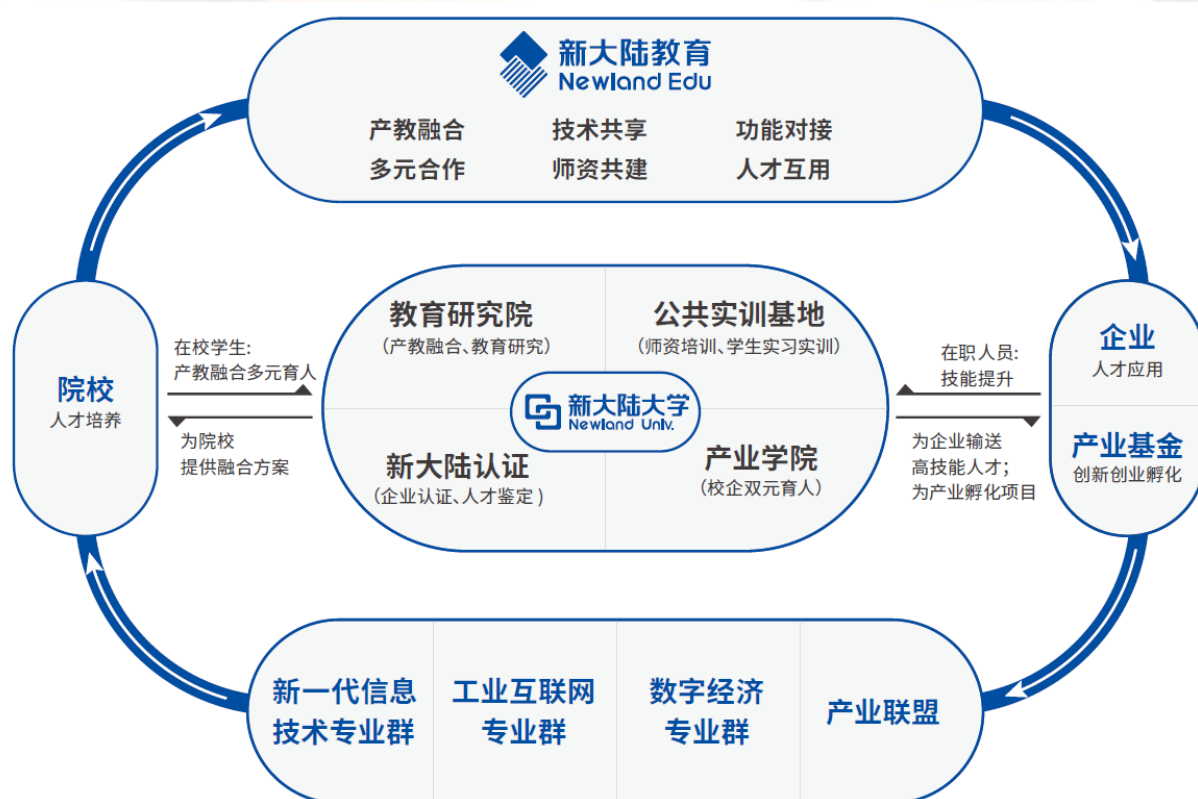 新大陆教育
Newland Edu
产教融合 技术共享 功能对接
多元合作 师资共建 人才互用
院校
人才培养
在校学生:
产教融合多元育人
为院校
提供融合方案
教育研究院
(产教融合、教育研究)
公共实训基地
(师资培训、学生实习实训)
新大陆大学
Newland Univ.
新大陆认证
(企业认证、人才鉴定)
产业学院
(校企双元育人)
在职人员:
技能提升
为企业输送
高技能人才;
为产业孵化项目
企业
人才应用
产业基金
创新创业孵化
新一代信息
技术专业群
工业互联网
专业群
数字经济
专业群
产业联盟